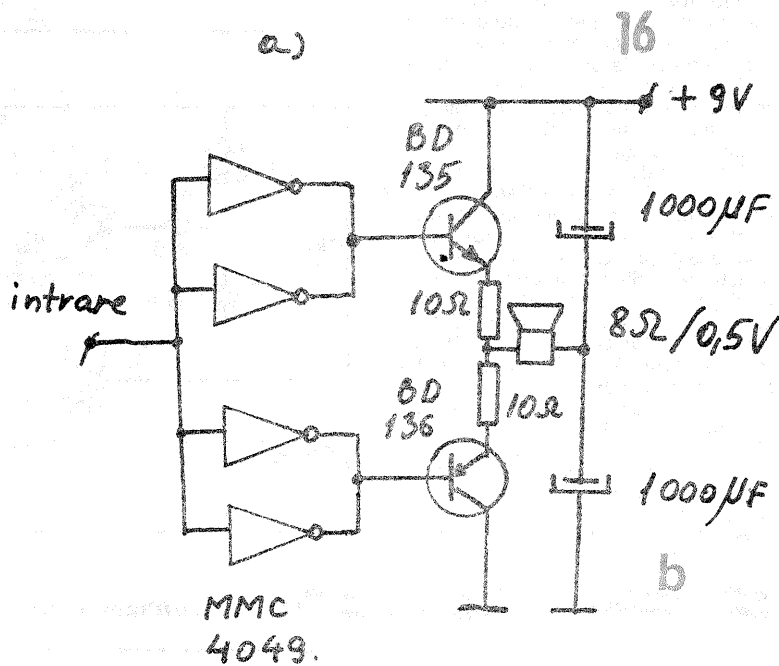 a)
16
+ 9V
BD
135
1000µF
intrare
10Ω
8Ω/0,5V
BD
136
10Ω
1000µF
b
MMC
4049.